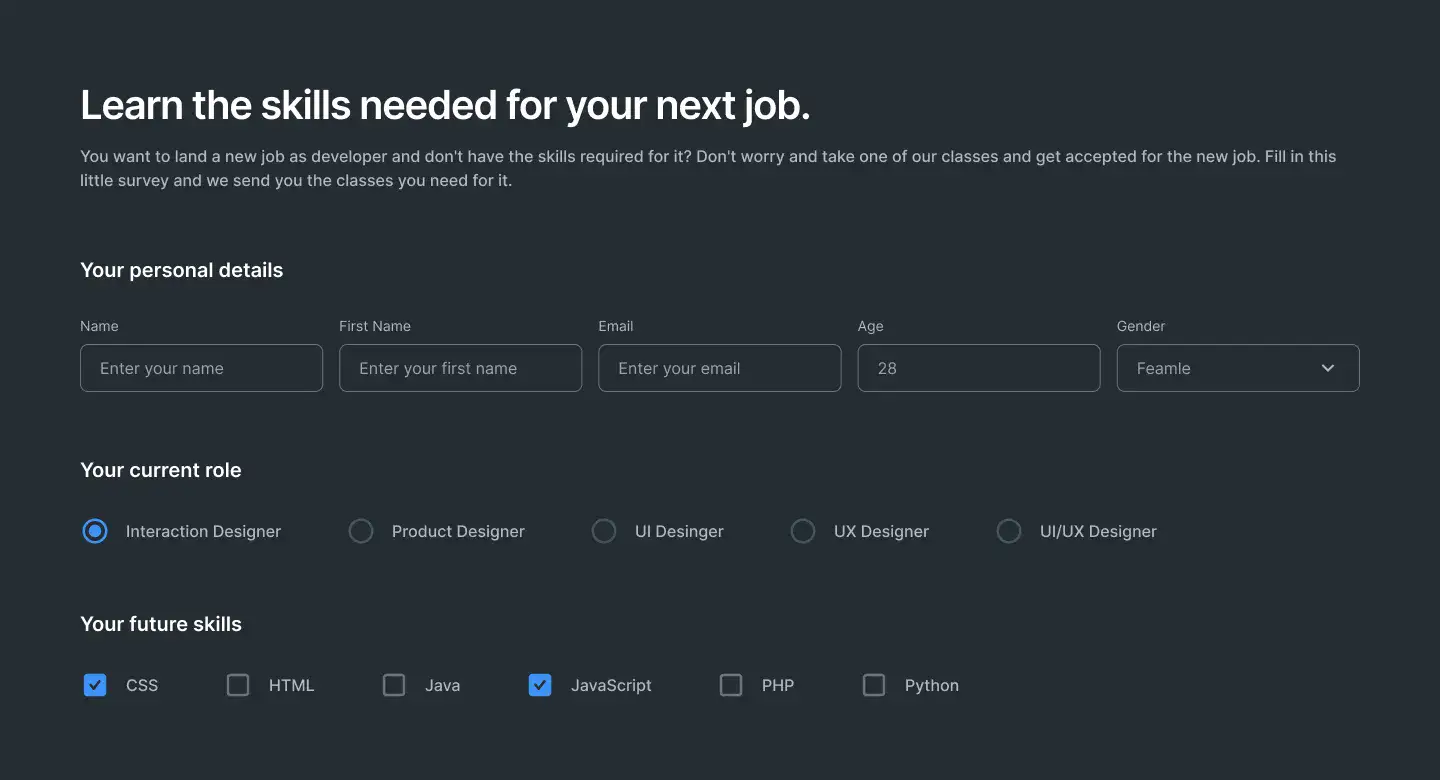 Learn the skills needed for your next job.
You want to land a new job as developer and don't have the skills required for it? Don't worry and take one of our classes and get accepted for the new job. Fill in this
little survey and we send you the classes you need for it.
Your personal details
Name First Name Email Age Gender
Enter your name Enter your first name Enter your email 28 Feamle
Your current role
Interaction Designer Product Designer UI Desinger UX Designer UI/UX Designer
Your future skills
CSS HTML Java JavaScript PHP Python